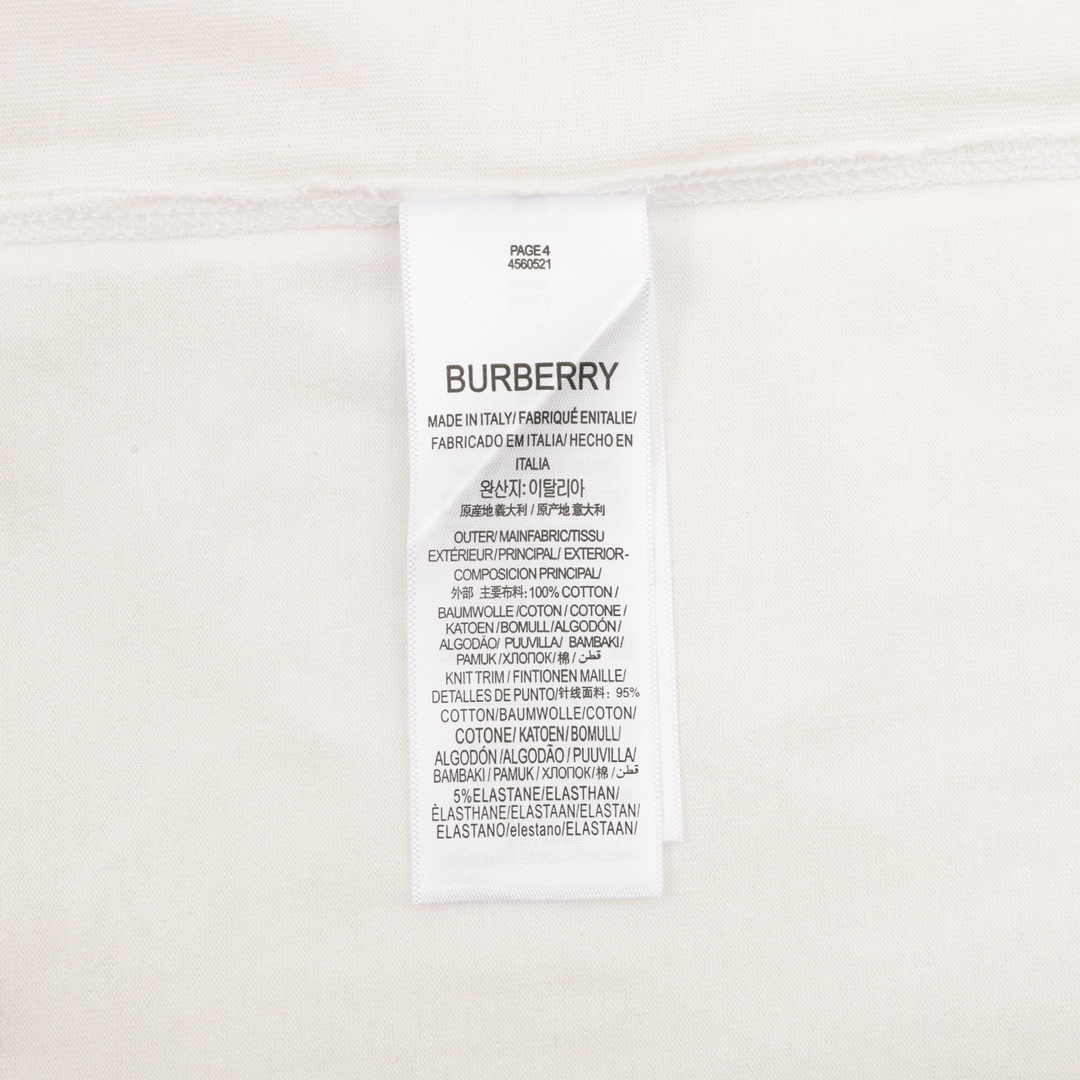 PAGE4
4560521
BURBERRY
MADE IN ITALY/ FABRIQUÉ ENITALIE/
FABRICADO EM ITALIA/ HECHO EN
ITALIA
완산지: 이탈리아
原産地義大利 / 原产地 意大利
OUTER/ MAINFABRIC/TISSU
EXTÉRIEUR/PRINCIPAL/ EXTERIOR-
COMPOSICION PRINCIPAL/
外部 主要布料: 100% COTTON /
BAUMWOLLE /COTON / COTONE /
KATOEN /BOMULL/ALGODÓN/
ALGODÃO/ PUUVILLA/ BAMBAKI/
PAMUK /ХЛОПОК/棉 / قطن
KNIT TRIM / FINTIONEN MAILLE/
DETALLES DE PUNTO/针线面料: 95%
COTTON/BAUMWOLLE/COTON/
COTONE/ KATOEN/ BOMULL/
ALGODÓN /ALGODÃO / PUUVILLA/
BAMBAKI / PAMUK / ХЛОПОК/棉 /قطن
5%ELASTANE/ELASTHAN/
ÈLASTHANE/ELASTAAN/ELASTAN/
ELASTANO/elestano/ELASTAAN/